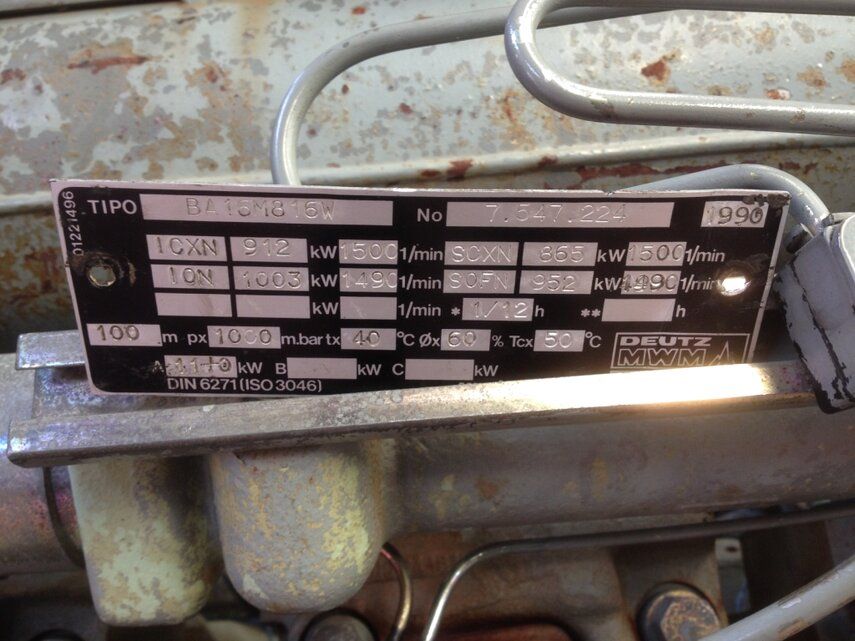 01221496
TIPO BA16M816W No 7.547.224 1990
ICXN 912 kW 1500 1/min SCXN 865 kW 1500 1/min
ION 1003 kW 1490 1/min SOFN 952 kW 1490 1/min
kW 1/min * 1/12 h ** h
100 m px 1000 m.bar tx 40 °C Øx 60 % Tcx 50 °C
A kW B kW C kW
DIN 6271 (ISO 3046)
DEUTZ
MWM